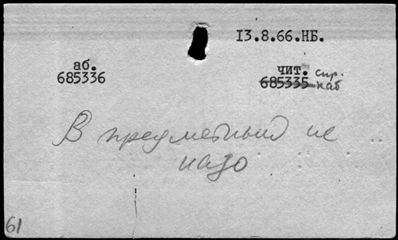 13.8.66.НБ.
аб.
685336
чит. спр.
685335 каб
В предметный не
надо
61